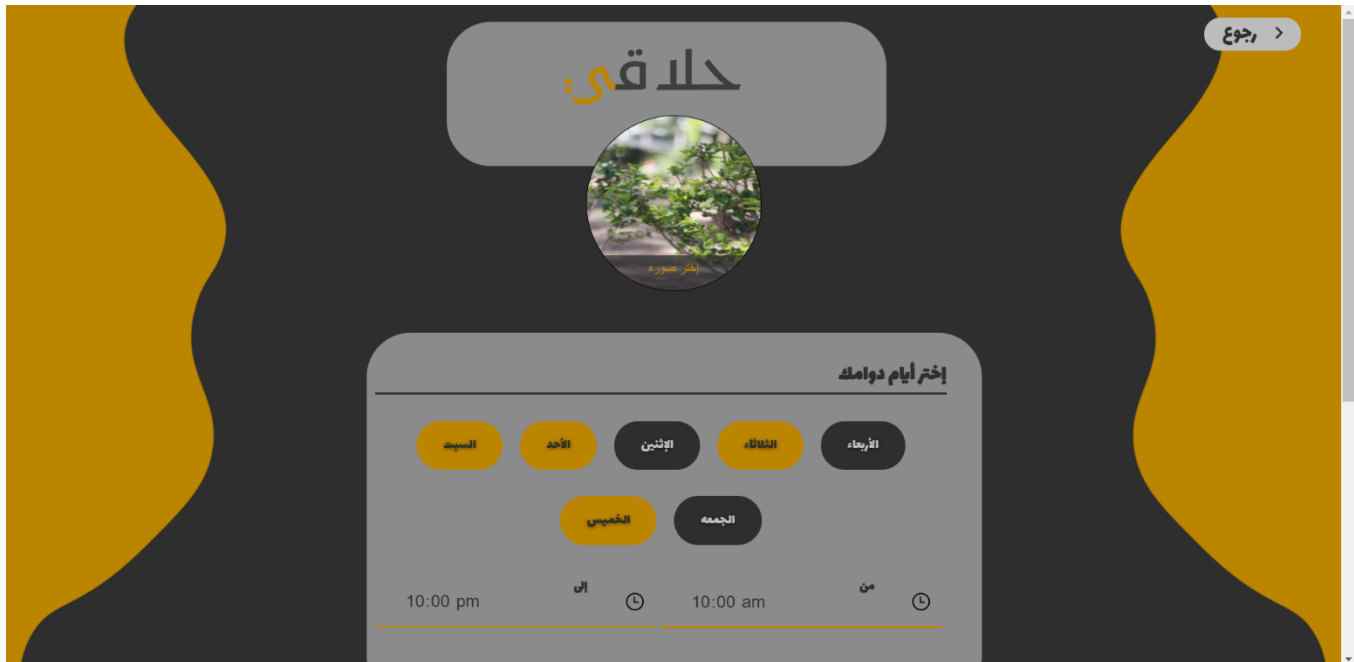 رجوع
حلاقي
إختر صوره
إختر أيام دوامك
الأربعاء الثلاثاء الإثنين الأحد السبت
الجمعه الخميس
من إلى
10:00 am 10:00 pm